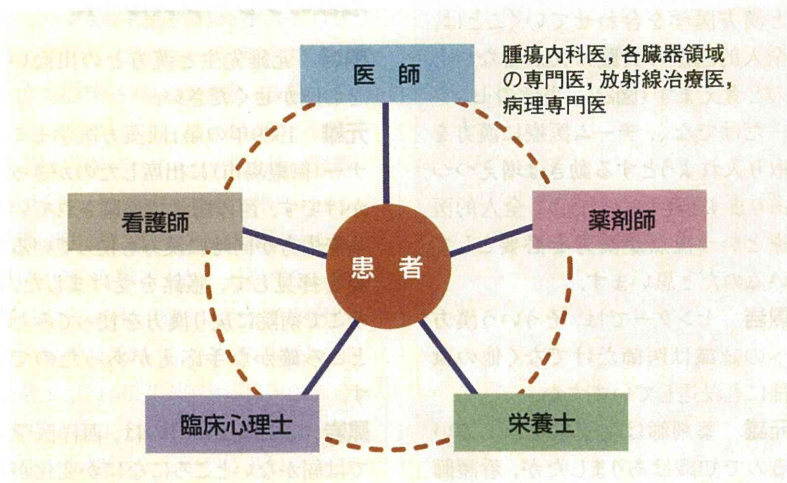 医師
腫瘍内科医，各臓器領域
の専門医，放射線治療医，
病理専門医
看護師
薬剤師
患者
臨床心理士
栄養士